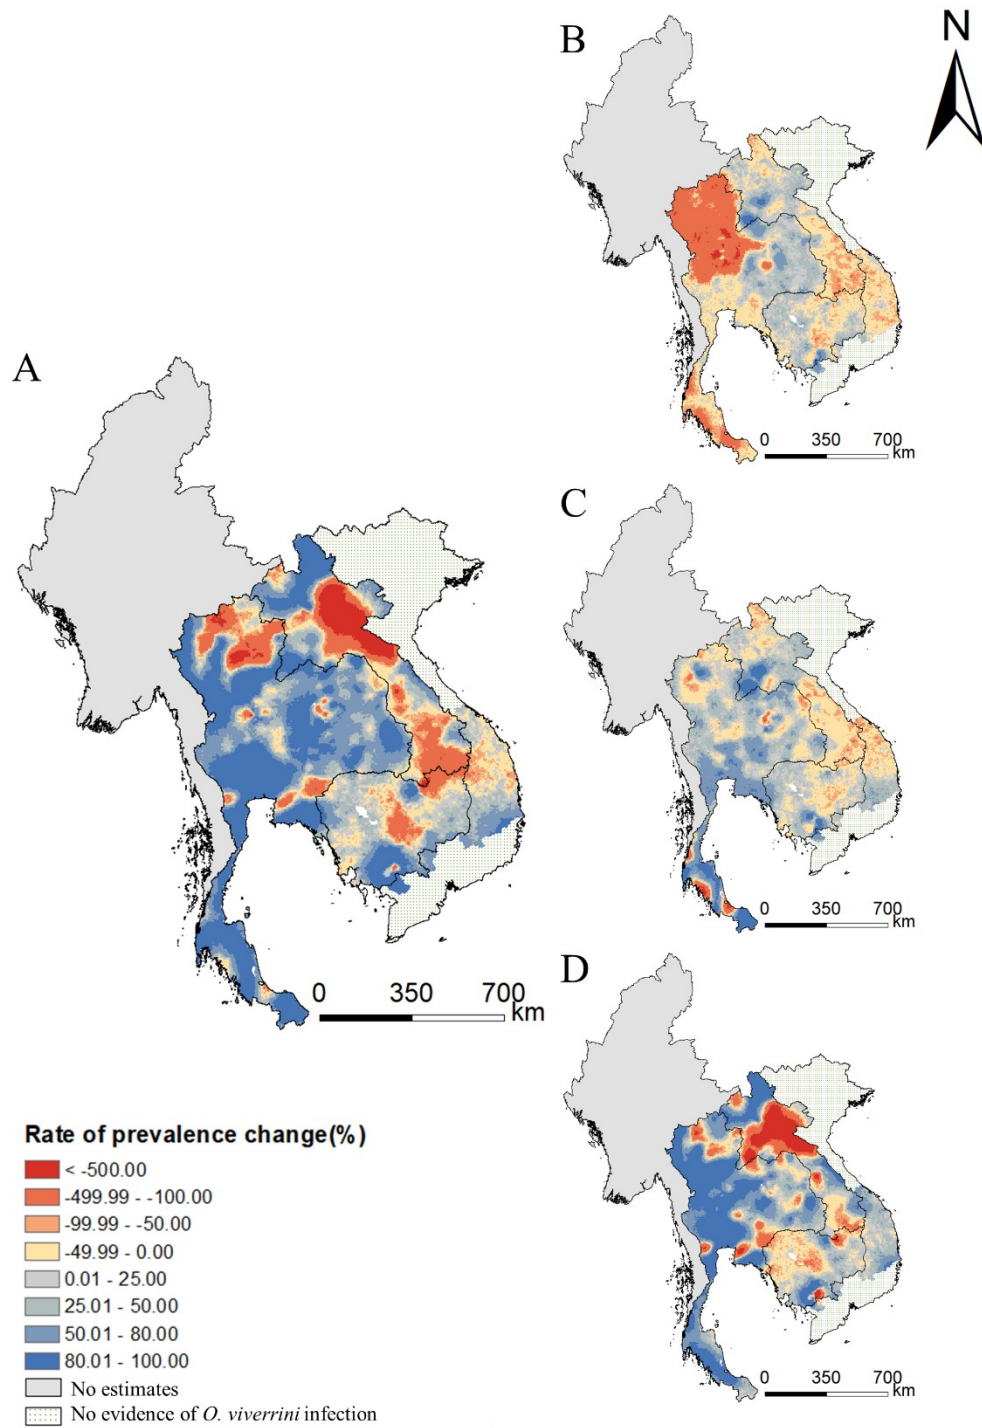 N
B
0 350 700
km
A
C
0 350 700
km
0 350 700
km
D
Rate of prevalence change(%)
< -500.00
-499.99 - -100.00
-99.99 - -50.00
-49.99 - 0.00
0.01 - 25.00
25.01 - 50.00
50.01 - 80.00
80.01 - 100.00
No estimates
No evidence of O. viverrini infection
0 350 700
km